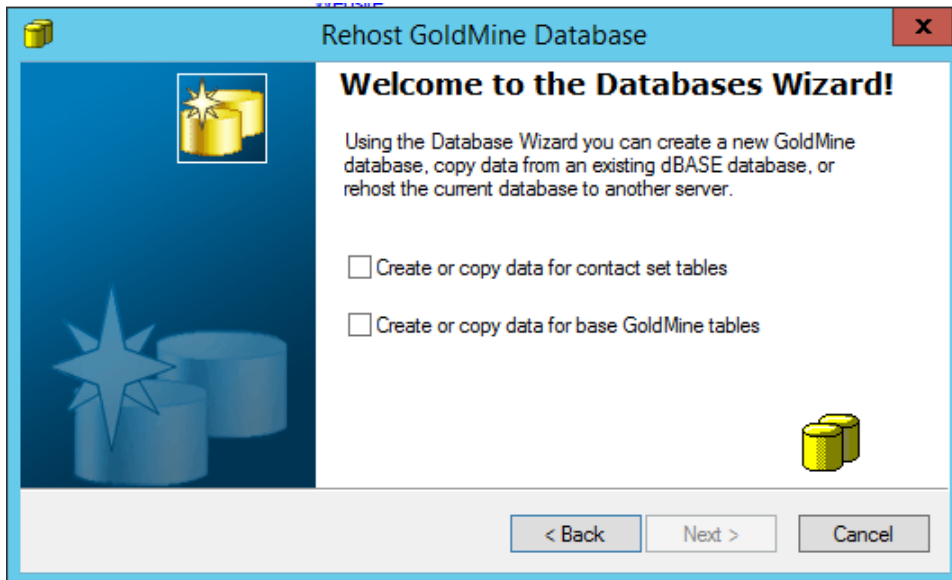 Website
Rehost GoldMine Database
x
Welcome to the Databases Wizard!
Using the Database Wizard you can create a new GoldMine
database, copy data from an existing dBASE database, or
rehost the current database to another server.
Create or copy data for contact set tables
Create or copy data for base GoldMine tables
< Back
Next >
Cancel